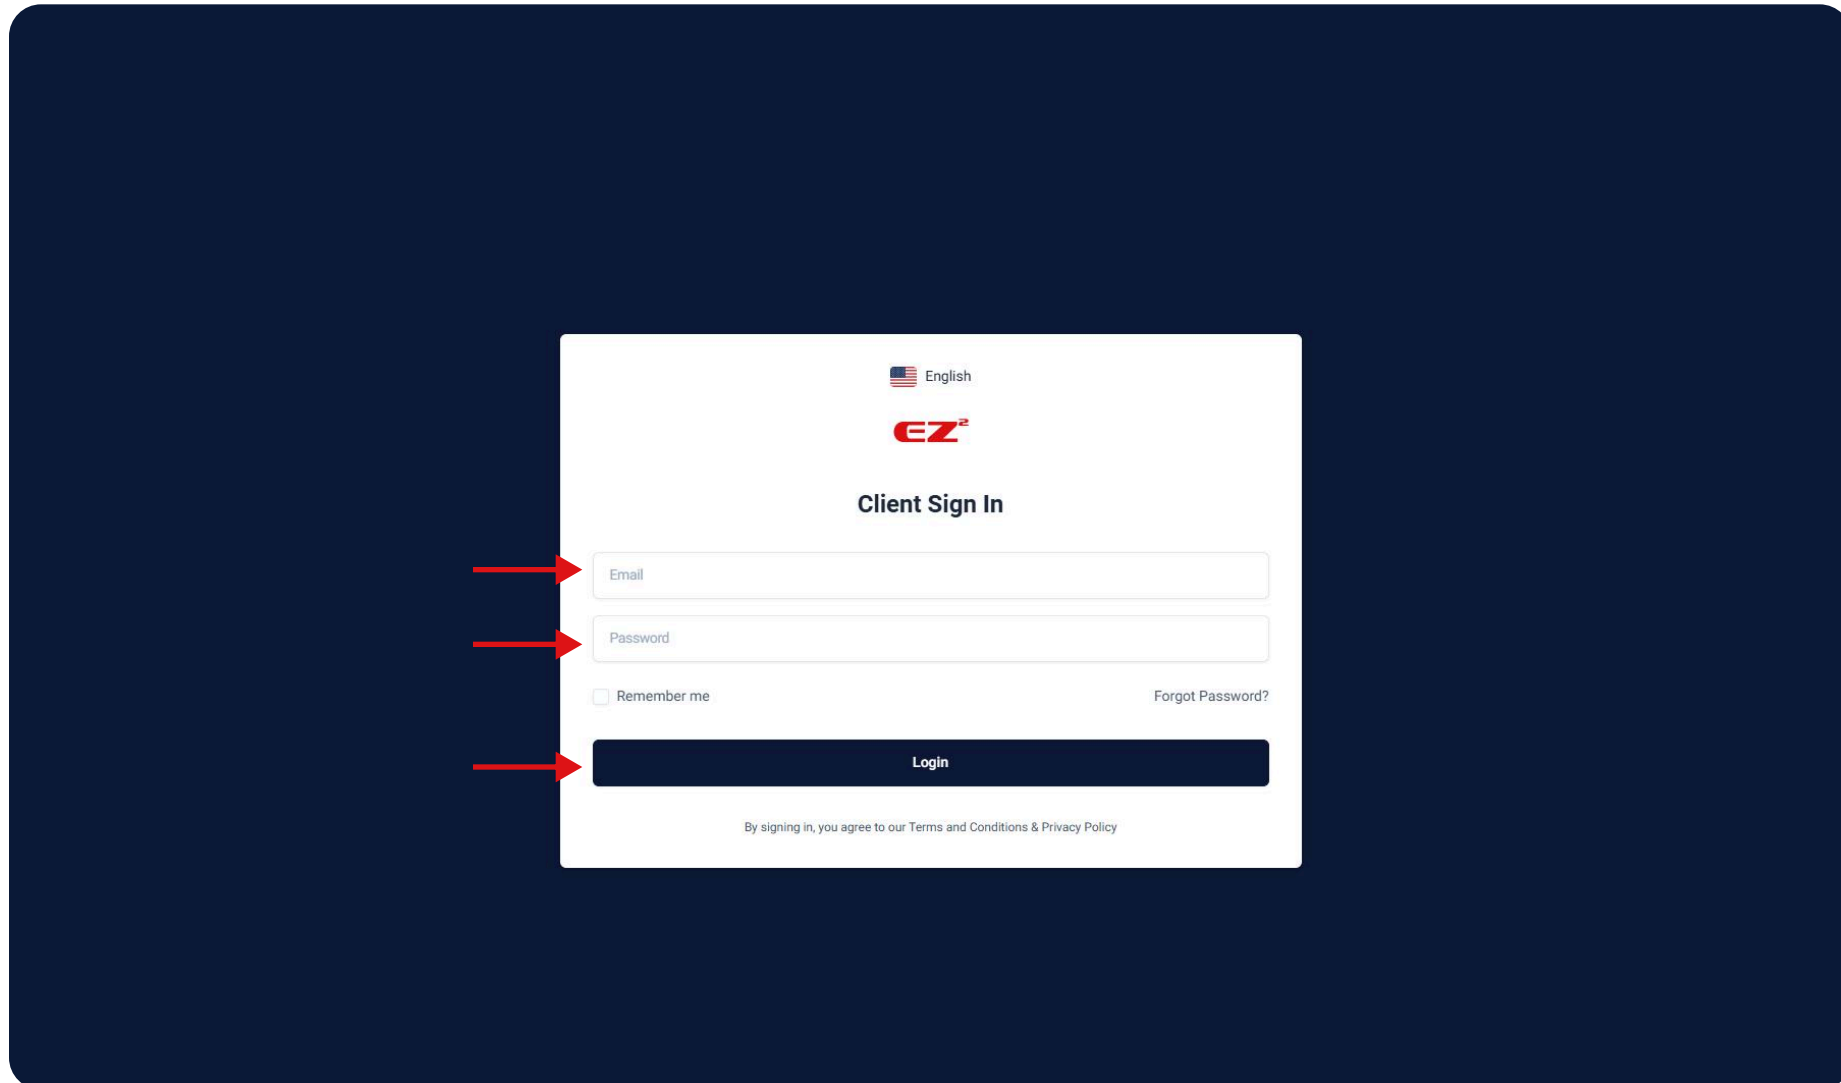 English
EZ²
Client Sign In
Email
Password
Remember me
Forgot Password?
Login
By signing in, you agree to our Terms and Conditions & Privacy Policy